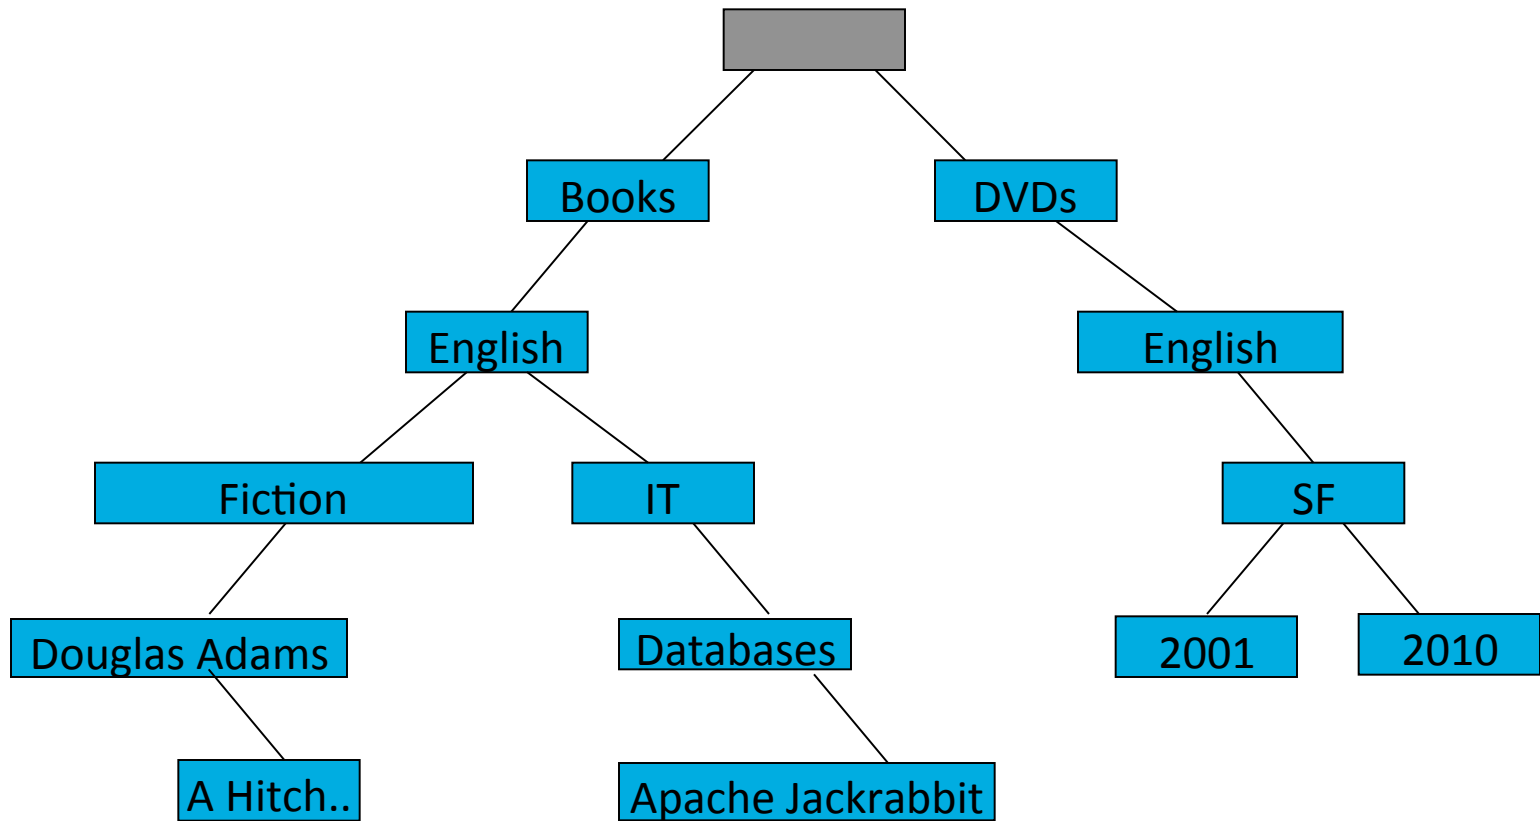 Books
DVDs
English
English
Fiction
IT
SF
Douglas Adams
Databases
2001
2010
A Hitch..
Apache Jackrabbit